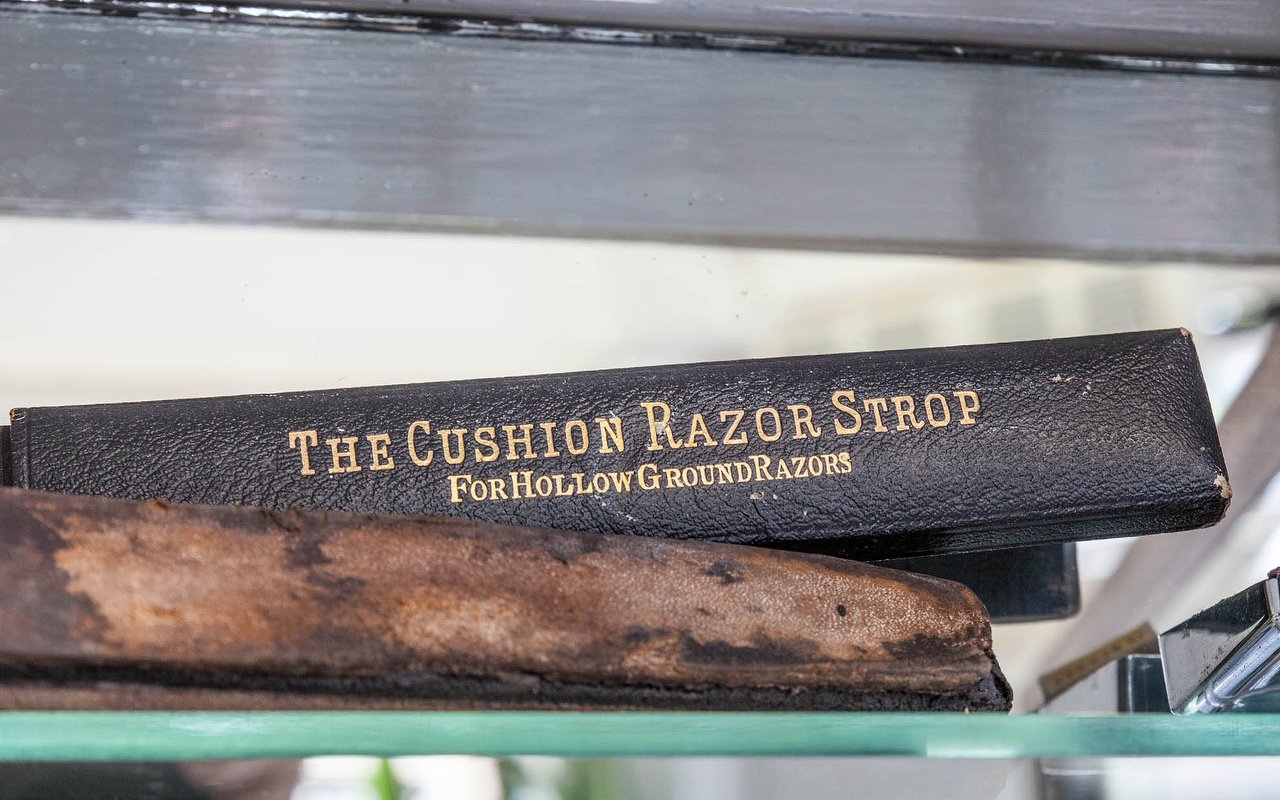 The Cushion Razor Strop
For Hollow Ground Razors